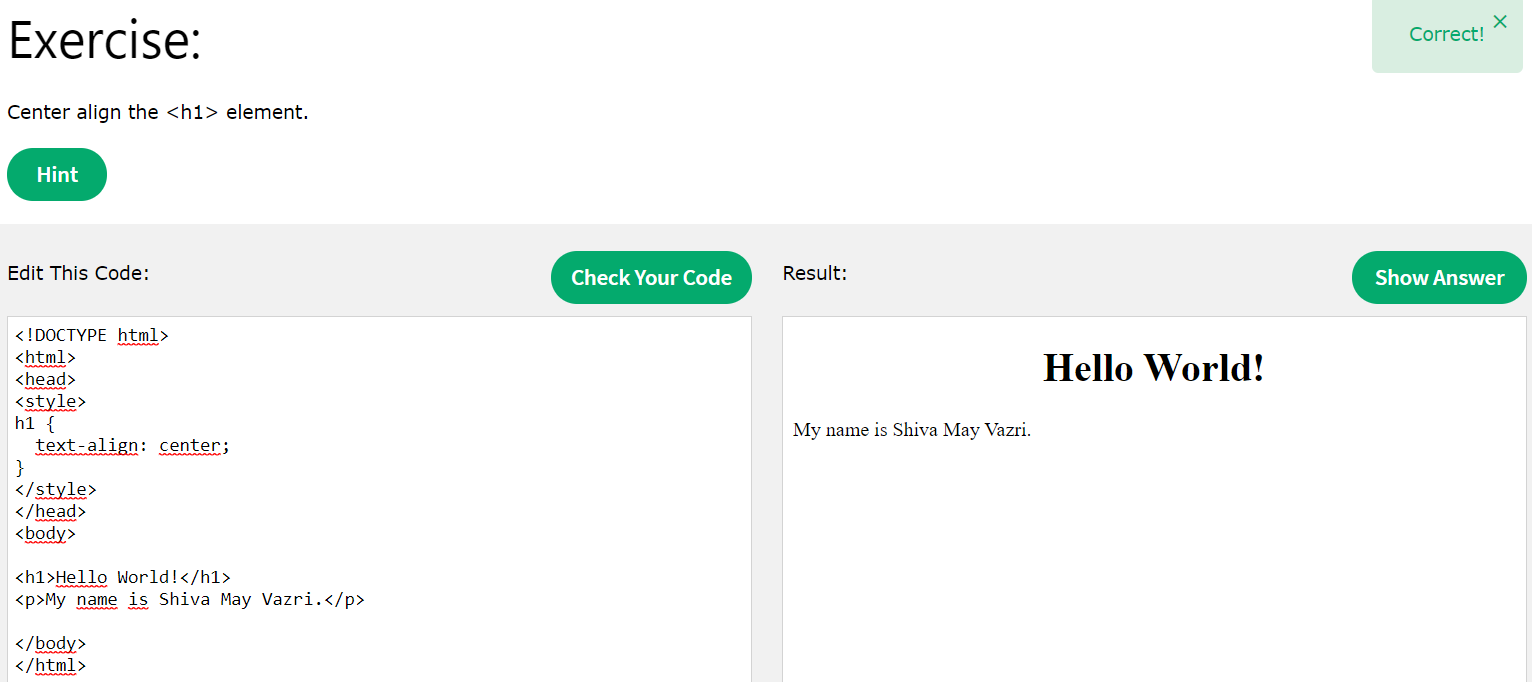 Exercise:
Correct!
×
Center align the <h1> element.
Hint
Edit This Code:
Check Your Code
<!DOCTYPE html>
<html>
<head>
<style>
h1 {
  text-align: center;
}
</style>
</head>
<body>

<h1>Hello World!</h1>
<p>My name is Shiva May Vazri.</p>

</body>
</html>
Result:
Show Answer
Hello World!
My name is Shiva May Vazri.